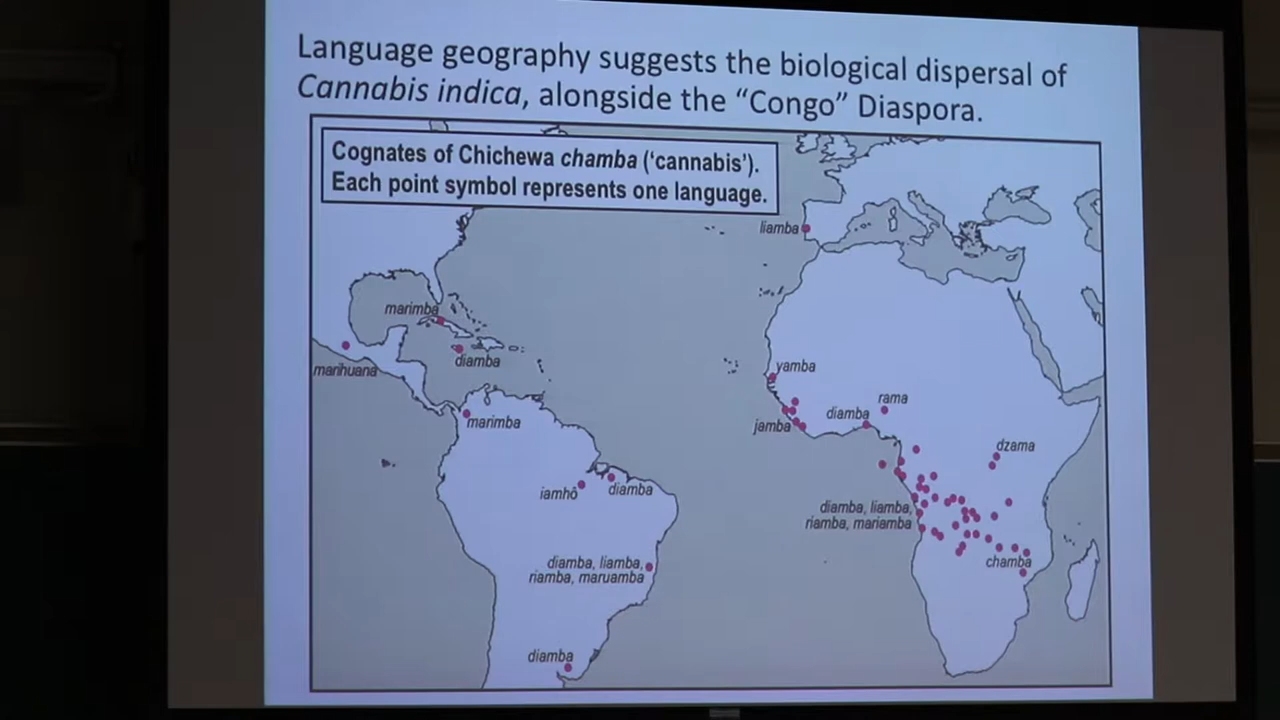 Language geography suggests the biological dispersal of
Cannabis indica, alongside the “Congo” Diaspora.
Cognates of Chichewa chamba (‘cannabis’).
Each point symbol represents one language.
liamba
marimba
diamba
marihuana
marimba
yamba
rama
diamba
jamba
dzama
iamhô
diamba
diamba, liamba,
riamba, mariamba
diamba, liamba,
riamba, maruamba
chamba
diamba